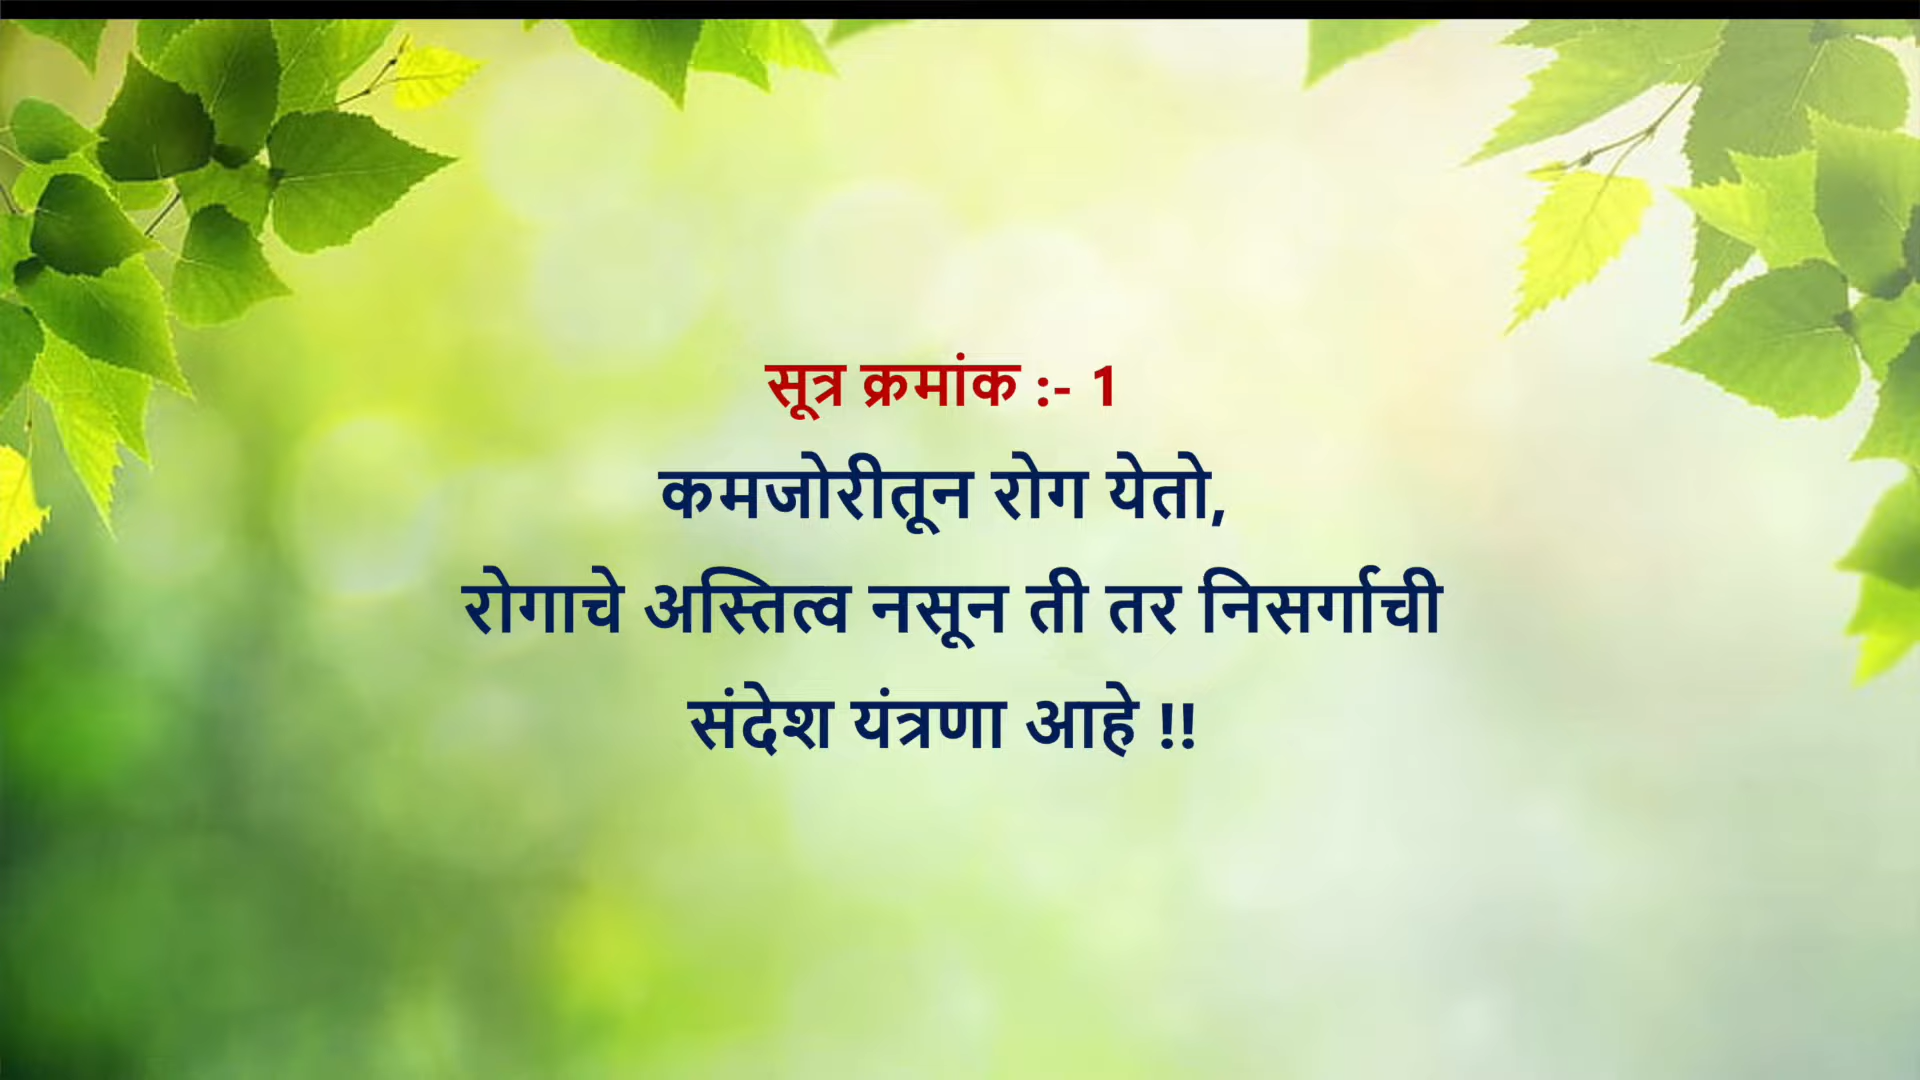 सूत्र क्रमांक :- 1
कमजोरीतून रोग येतो,
रोगाचे अस्तित्व नसून ती तर निसर्गाची
संदेश यंत्रणा आहे !!